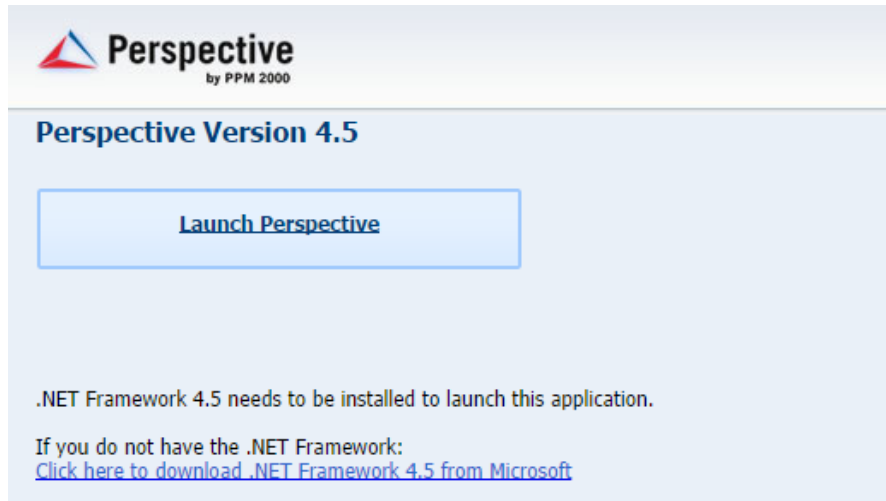 Perspective
by PPM 2000
Perspective Version 4.5
Launch Perspective
.NET Framework 4.5 needs to be installed to launch this application.
If you do not have the .NET Framework:
Click here to download .NET Framework 4.5 from Microsoft